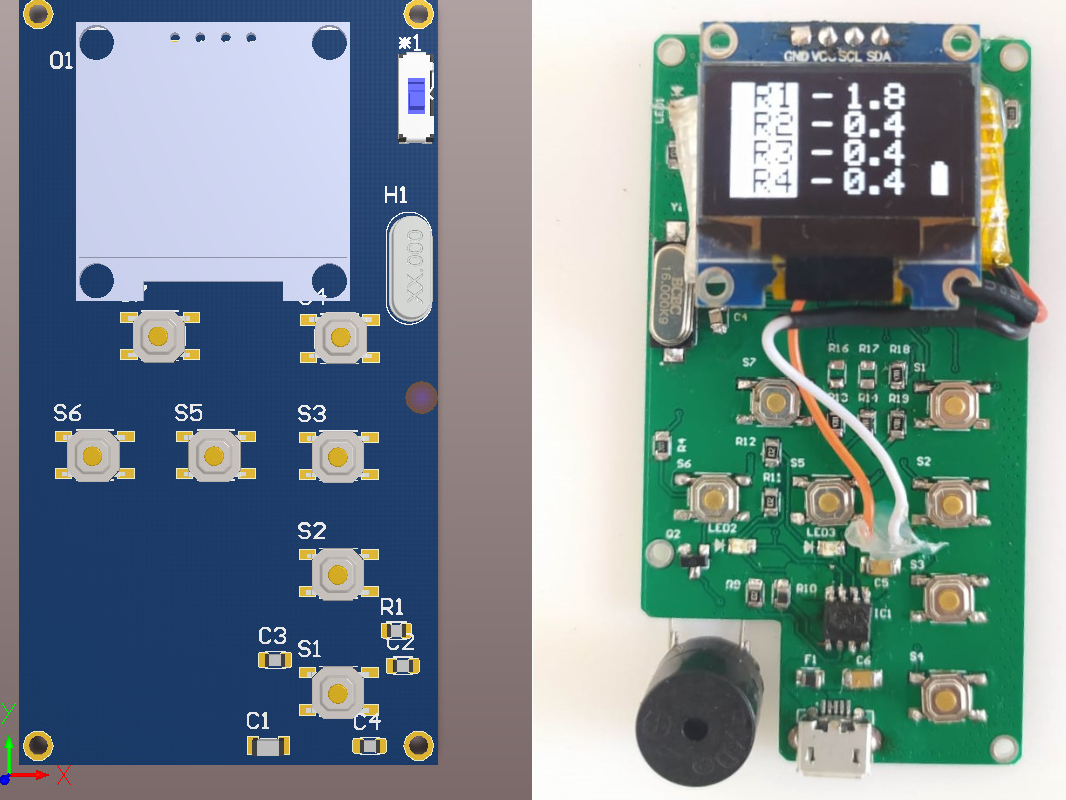 O1
*1
H1
000'XX
S4
S6
S5
S3
S2
R1
C3
S1
C2
C1
C4
Y
X
GND VCC SCL SDA
LED1
R1 - 1.8
R2 - 0.4
R3 - 0.4
R4 - 0.4
Y1
16.000K9
C4
S7
R16 R17 R18
S1
R13 R14 R19
R4
R12
S6
S5
S2
R11
LED2
LED3
Q2
S3
C5
R9
R10
IC1
F1
C6
S4